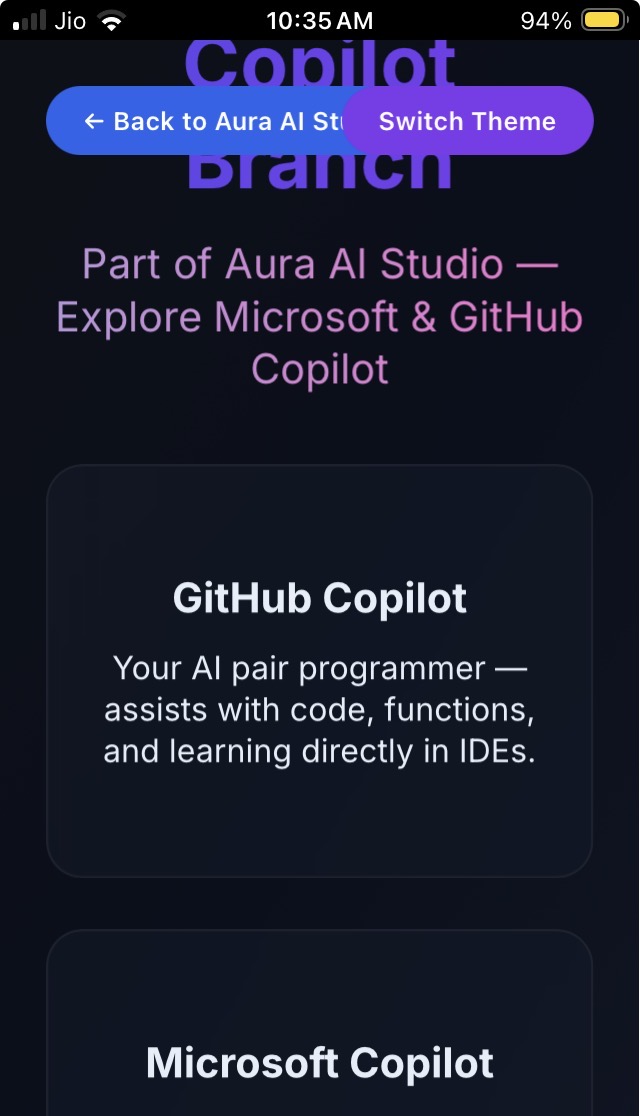 Jio 10:35 AM 94%
Copilot
← Back to Aura AI Stu Switch Theme
Branch
Part of Aura AI Studio —
Explore Microsoft & GitHub
Copilot
GitHub Copilot
Your AI pair programmer —
assists with code, functions,
and learning directly in IDEs.
Microsoft Copilot